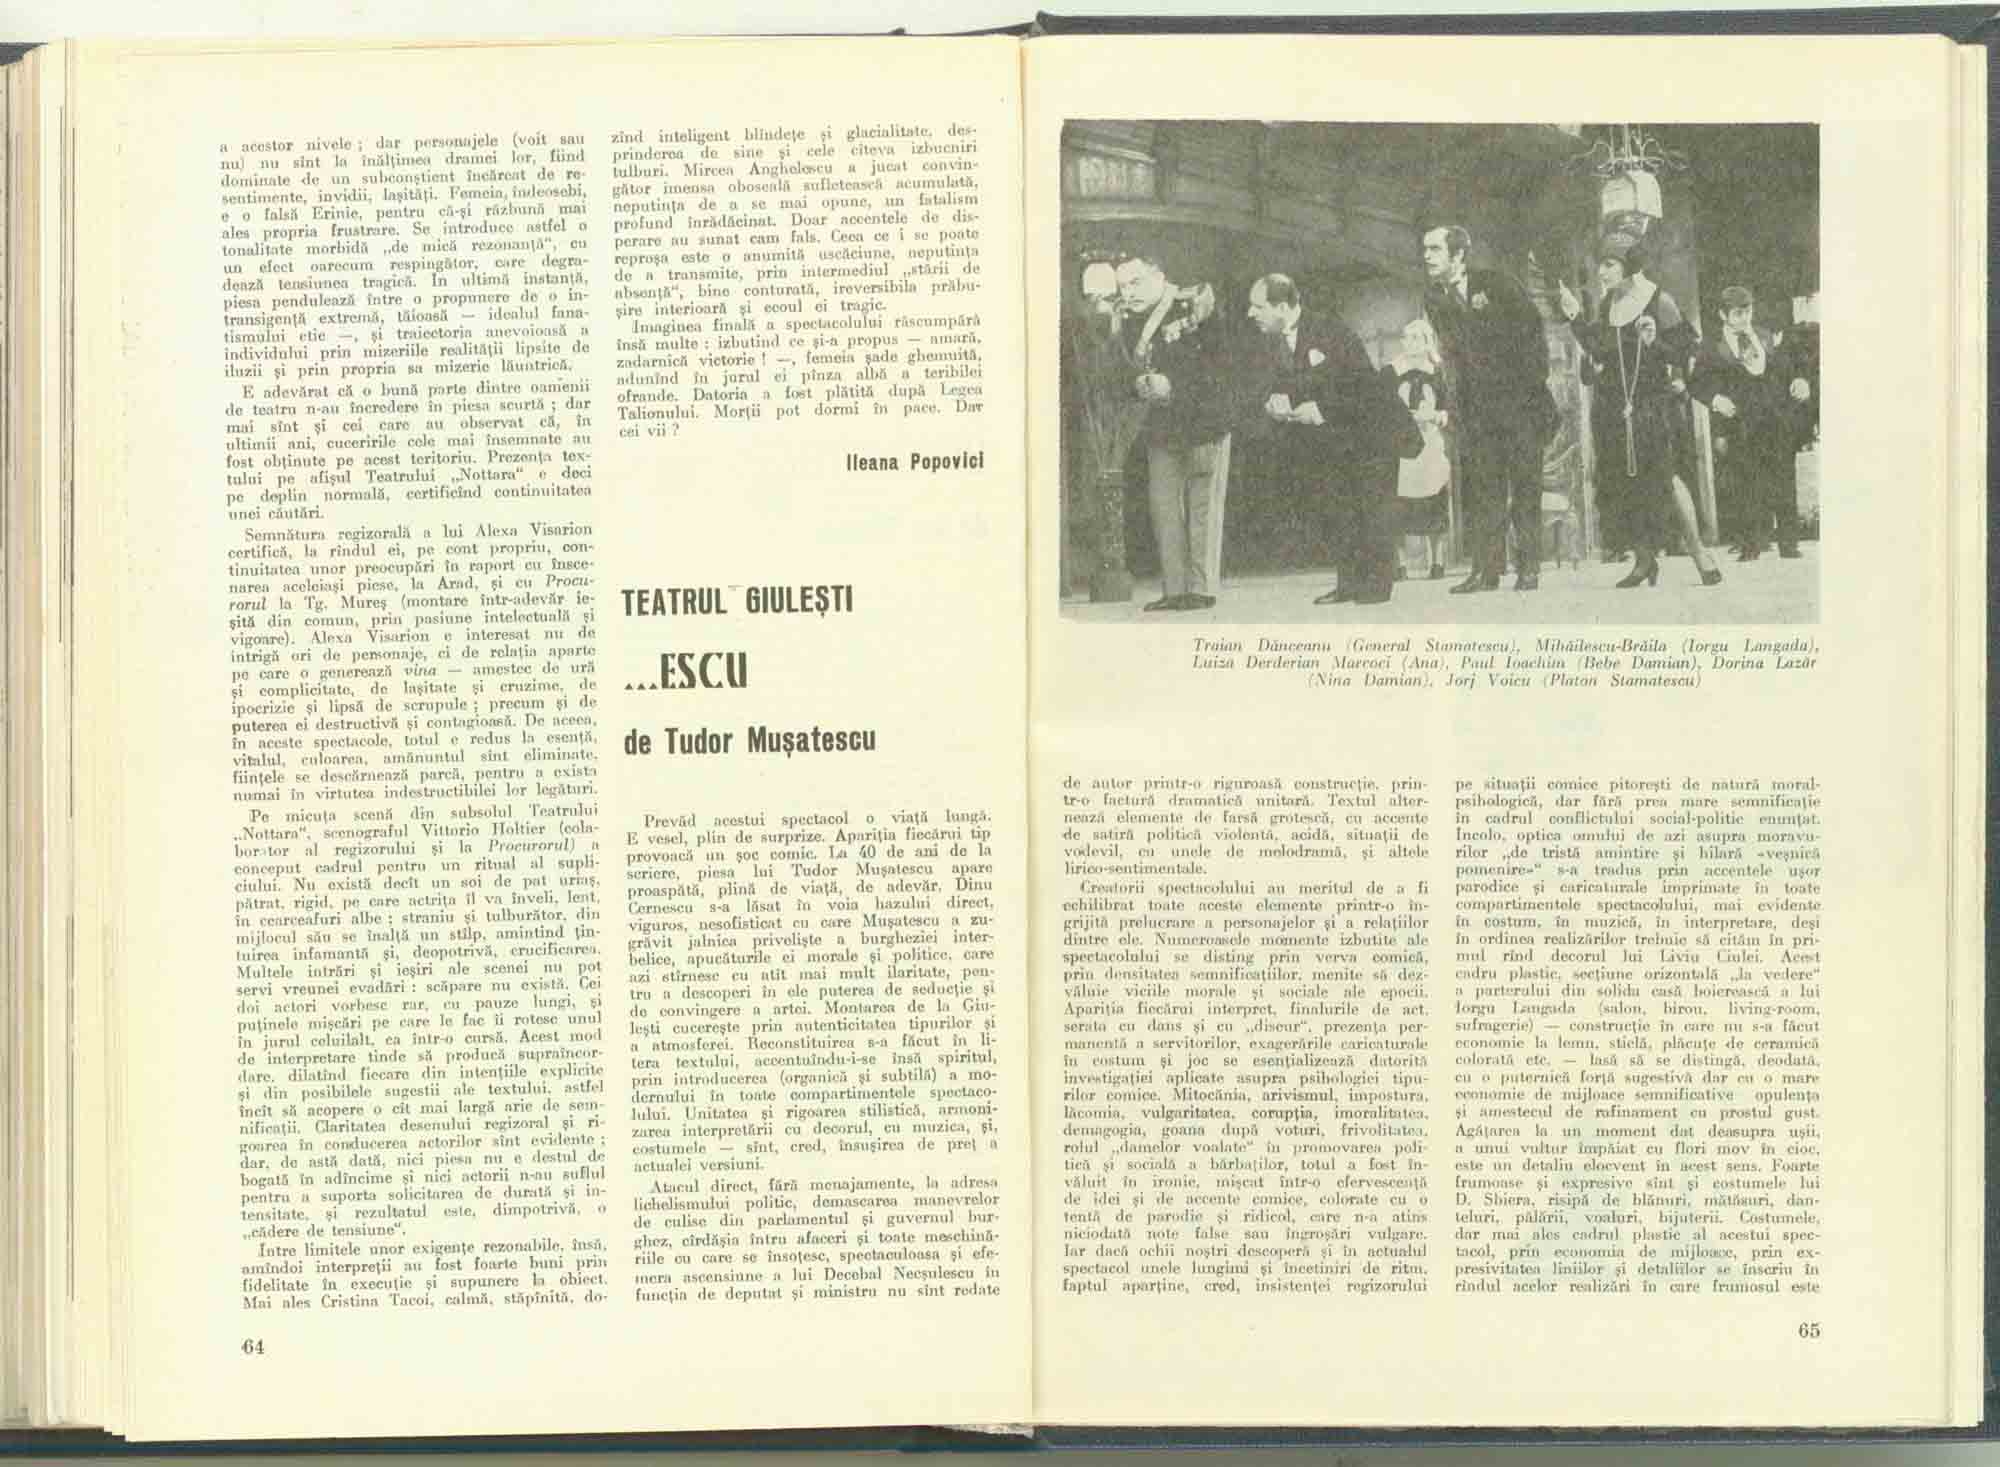 a acestor nivele ; dar personajele (voit sau
nu) nu sînt la înălțimea dramei lor, fiind
dominate de un subconștient încărcat de re-
sentimente, invidii, lașități. Femeia, îndeosebi,
e o falsă Erinie, pentru că-și răzbună mai
ales propria frustrare. Se introduce astfel o
tonalitate morbidă „de mică rezonanță“, cu
un efect oarecum respingător, care degra-
dează tensiunea tragică. In ultimă instanță,
piesa pendulează între o propunere de o in-
transigență extremă, tăioasă — idealul fana-
tismului etic —, și traiectoria anevoioasă a
individului prin mizeriile realității lipsite de
iluzii și prin propria sa mizerie lăuntrică.
E adevărat că o bună parte dintre oamenii
de teatru n-au încredere în piesa scurtă ; dar
mai sînt și cei care au observat că, în
ultimii ani, cuceririle cele mai însemnate au
fost obținute pe acest teritoriu. Prezența tex-
tului pe afișul Teatrului „Nottara“ e deci
pe deplin normală, certificînd continuitatea
unei căutări.
Semnătura regizorală a lui Alexa Visarion
certifică, la rîndul ei, pe cont propriu, con-
tinuitatea unor preocupări în raport cu însce-
narea aceleiași piese, la Arad, și cu Procu-
rorul la Tg. Mureș (montare într-adevăr ie-
șită din comun, prin pasiune intelectuală și
vigoare). Alexa Visarion e interesat nu de
intrigă ori de personaje, ci de relația aparte
pe care o generează vina — amestec de ură
și complicitate, de lașitate și cruzime, de
ipocrizie și lipsă de scrupule ; precum și de
puterea ei destructivă și contagioasă. De aceea,
în aceste spectacole, totul e redus la esență,
vitalul, culoarea, amănuntul sînt eliminate,
ființele se descărnează parcă, pentru a exista
numai în virtutea indestructibilei lor legături.
Pe micuța scenă din subsolul Teatrului
„Nottara“, scenograful Vittorio Holtier (cola-
borator al regizorului și la Procurorul) a
conceput cadrul pentru un ritual al supli-
ciului. Nu există decît un soi de pat uriaș,
pătrat, rigid, pe care actrița îl va înveli, lent,
în cearceafuri albe ; straniu și tulburător, din
mijlocul său se înalță un stîlp, amintind țin-
tuirea infamantă și, deopotrivă, crucificarea.
Multele intrări și ieșiri ale scenei nu pot
servi vreunei evadări : scăpare nu există. Cei
doi actori vorbesc rar, cu pauze lungi, și
puținele mișcări pe care le fac îi rotesc unul
în jurul celuilalt, ca într-o cursă. Acest mod
de interpretare tinde să producă supraîncor-
dare, dilatînd fiecare din intențiile explicite
și din posibilele sugestii ale textului, astfel
încît să acopere o cît mai largă arie de sem-
nificații. Claritatea desenului regizoral și ri-
goarea în conducerea actorilor sînt evidente ;
dar, de astă dată, nici piesa nu e destul de
bogată în adîncime și nici actorii n-au suflul
pentru a suporta solicitarea de durată și in-
tensitate, și rezultatul este, dimpotrivă, o
„cădere de tensiune“.
Între limitele unor exigențe rezonabile, însă,
amîndoi interpreții au fost foarte buni prin
fidelitate în execuție și supunere la obiect.
Mai ales Cristina Tacoi, calmă, stăpînită, do-
64
zînd inteligent blîndețe și glacialitate, des-
prinderea de sine și cele cîteva izbucniri
tulburi. Mircea Anghelescu a jucat convin-
gător imensa oboseală sufletească acumulată,
neputința de a se mai opune, un fatalism
profund înrădăcinat. Doar accentele de dis-
perare au sunat cam fals. Ceea ce i se poate
reproșa este o anumită uscăciune, neputința
de a transmite, prin intermediul „stării de
absență“, bine conturată, ireversibila prăbu-
șire interioară și ecoul ei tragic.
Imaginea finală a spectacolului răscumpără
însă multe : izbutind ce și-a propus — amară,
zadarnică victorie ! —, femeia șade ghemuită,
adunînd în jurul ei pînza albă a teribilei
ofrande. Datoria a fost plătită după Legea
Talionului. Morții pot dormi în pace. Dar
cei vii ?
Ileana Popovici
TEATRUL GIULEȘTI
...ESCU
de Tudor Mușatescu
Prevăd acestui spectacol o viață lungă.
E vesel, plin de surprize. Apariția fiecărui tip
provoacă un șoc comic. La 40 de ani de la
scriere, piesa lui Tudor Mușatescu apare
proaspătă, plină de viață, de adevăr. Dinu
Cernescu s-a lăsat în voia hazului direct,
viguros, nesofisticat cu care Mușatescu a zu-
grăvit jalnica priveliște a burgheziei inter-
belice, apucăturile ei morale și politice, care
azi stîrnesc cu atît mai mult ilaritate, pen-
tru a descoperi în ele puterea de seducție și
de convingere a artei. Montarea de la Giu-
lești cucerește prin autenticitatea tipurilor și
a atmosferei. Reconstituirea s-a făcut în li-
tera textului, accentuîndu-i-se însă spiritul,
prin introducerea (organică și subtilă) a mo-
dernului în toate compartimentele spectaco-
lului. Unitatea și rigoarea stilistică, armoni-
zarea interpretării cu decorul, cu muzica, și,
costumele — sînt, cred, însușirea de preț a
actualei versiuni.
Atacul direct, fără menajamente, la adresa
lichelismului politic, demascarea manevrelor
de culise din parlamentul și guvernul bur-
ghez, cîrdășia întru afaceri și toate meschină-
riile cu care se însoțesc, spectaculoasa și efe-
mera ascensiune a lui Decebal Necșulescu în
funcția de deputat și ministru nu sînt redate
Traian Dănceanu (General Stamatescu), Mihăilescu-Brăila (Iorgu Langada),
Luiza Derderian Marcoci (Ana), Paul Ioachim (Bebe Damian), Dorina Lazăr
(Nina Damian), Jorj Voicu (Platon Stamatescu)
de autor printr-o riguroasă construcție, prin-
tr-o factură dramatică unitară. Textul alter-
nează elemente de farsă grotescă, cu accente
de satiră politică violentă, acidă, situații de
vodevil, cu unele de melodramă, și altele
lirico-sentimentale.
Creatorii spectacolului au meritul de a fi
echilibrat toate aceste elemente printr-o în-
grijită prelucrare a personajelor și a relațiilor
dintre ele. Numeroasele momente izbutite ale
spectacolului se disting prin verva comică,
prin densitatea semnificațiilor, menite să dez-
văluie viciile morale și sociale ale epocii.
Apariția fiecărui interpret, finalurile de act,
serata cu dans și cu „diseur“, prezența per-
manentă a servitorilor, exagerările caricaturale
în costum și joc se esențializează datorită
investigației aplicate asupra psihologiei tipu-
rilor comice. Mitocănia, arivismul, impostura,
lăcomia, vulgaritatea, corupția, imoralitatea,
demagogia, goana după voturi, frivolitatea,
rolul „damelor voalate“ în promovarea poli-
tică și socială a bărbaților, totul a fost în-
văluit în ironie, mișcat într-o efervescență
de idei și de accente comice, colorate cu o
tentă de parodie și ridicol, care n-a atins
niciodată note false sau îngroșări vulgare.
Iar dacă ochii noștri descoperă și în actualul
spectacol unele lungimi și încetiniri de ritm,
faptul aparține, cred, insistenței regizorului
pe situații comice pitorești de natură moral-
psihologică, dar fără prea mare semnificație
în cadrul conflictului social-politic enunțat.
Incolo, optica omului de azi asupra moravu-
rilor „de tristă amintire și hilară «veșnică
pomenire»“ s-a tradus prin accentele ușor
parodice și caricaturale imprimate în toate
compartimentele spectacolului, mai evidente
în costum, în muzică, în interpretare, deși
în ordinea realizărilor trebuie să cităm în pri-
mul rînd decorul lui Liviu Ciulei. Acest
cadru plastic, secțiune orizontală „la vedere“
a parterului din solida casă boierească a lui
Iorgu Langada (salon, birou, living-room,
sufragerie) — construcție în care nu s-a făcut
economie la lemn, sticlă, plăcuțe de ceramică
colorată etc. — lasă să se distingă, deodată,
cu o puternică forță sugestivă dar cu o mare
economie de mijloace semnificative opulența
și amestecul de rafinament cu prostul gust.
Agățarea la un moment dat deasupra ușii,
a unui vultur împăiat cu flori mov în cioc,
este un detaliu elocvent în acest sens. Foarte
frumoase și expresive sînt și costumele lui
D. Sbiera, risipă de blănuri, mătăsuri, dan-
teluri, pălării, voaluri, bijuterii. Costumele,
dar mai ales cadrul plastic al acestui spec-
tacol, prin economia de mijloace, prin ex-
presivitatea liniilor și detaliilor se înscriu în
rîndul acelor realizări în care frumosul este
65